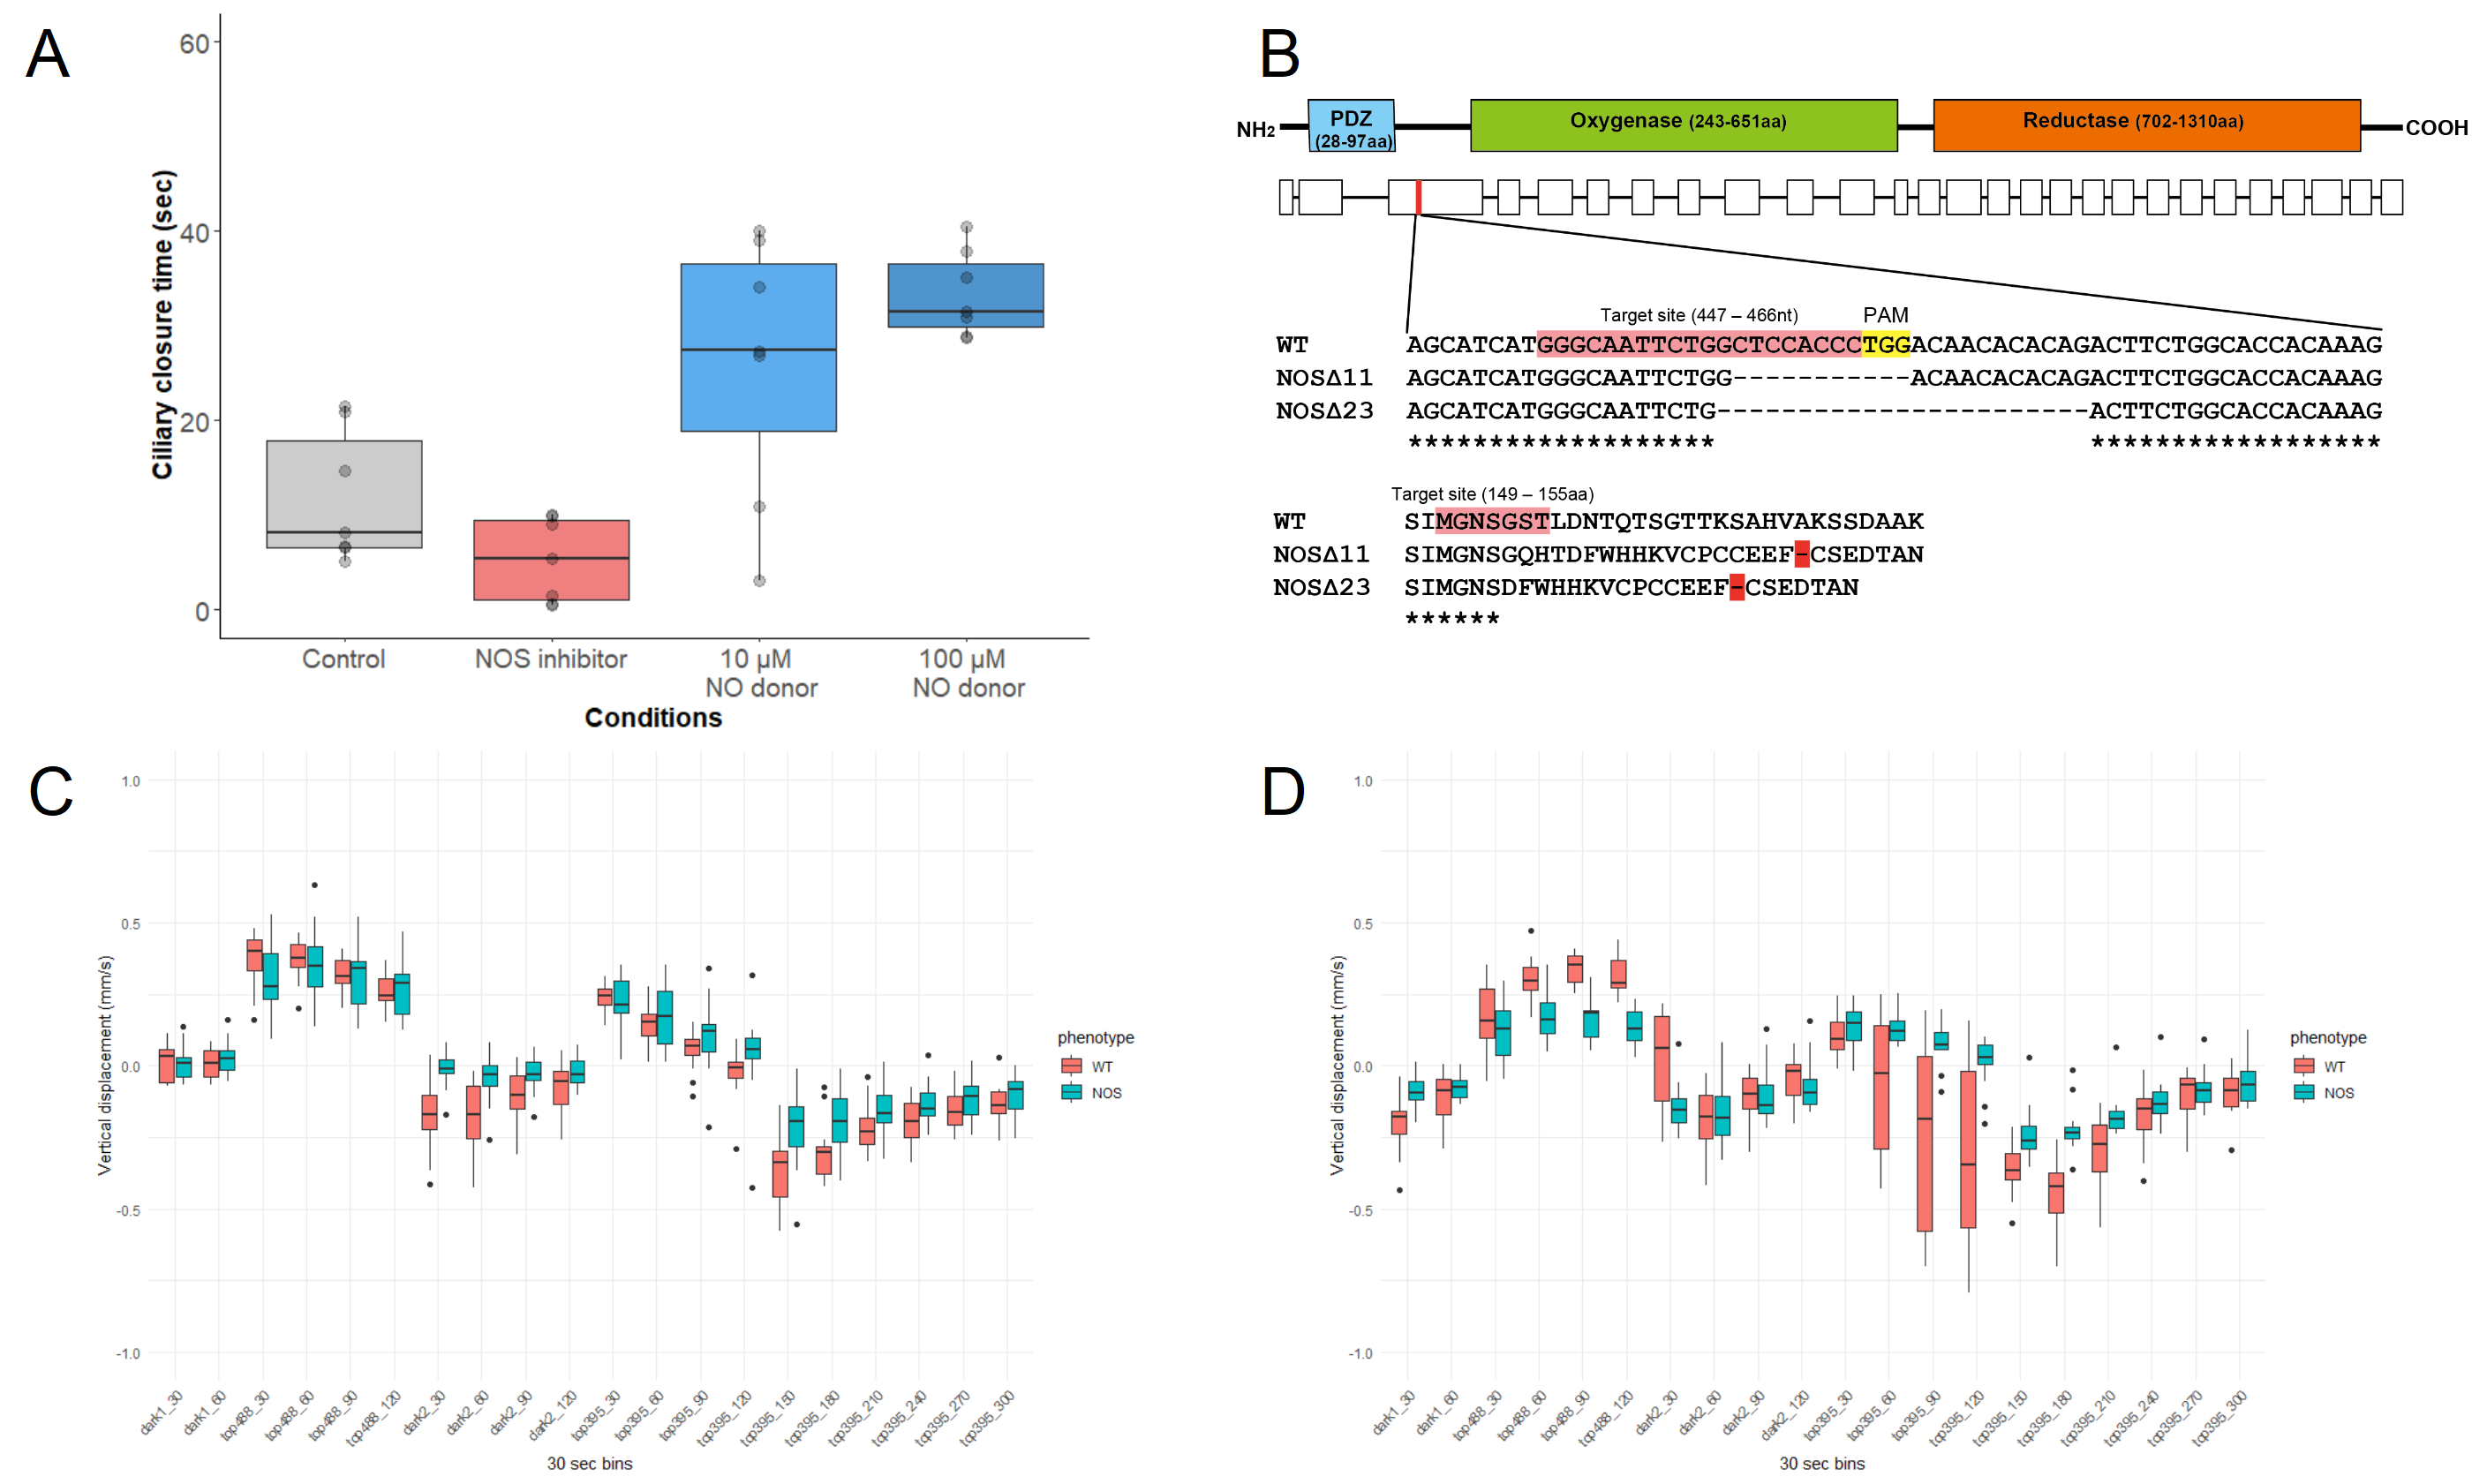 A
60
40
20
0
Ciliary closure time (sec)
Control
NOS inhibitor
10 µM
NO donor
100 µM
NO donor
Conditions
B
NH2
PDZ
(28-97aa)
Oxygenase (243-651aa)
Reductase (702-1310aa)
COOH
Target site (447 – 466nt)
PAM
WT AGCATCATGGGCAATTCTGGCTCCACCCTGGACAACACACAGACTTCTGGCACCACAAAG
NOSΔ11 AGCATCATGGGCAATTCTGG-----------ACAACACACAGACTTCTGGCACCACAAAG
NOSΔ23 AGCATCATGGGCAATTCTG-----------------------ACTTCTGGCACCACAAAG
******************* ******************
Target site (149 – 155aa)
WT SIMGNSGSTLDNTQTSGTTKSAHVAKSSDAAK
NOSΔ11 SIMGNSGQHTDFWHHKVCPCCEEF-CSEDTAN
NOSΔ23 SIMGNSDFWHHKVCPCCEEF-CSEDTAN
******
C
1.0
0.5
0.0
-0.5
-1.0
Vertical displacement (mm/s)
dark1_30
dark1_60
top488_30
top488_60
top488_90
top488_120
dark2_30
dark2_60
dark2_90
dark2_120
top395_30
top395_60
top395_90
top395_120
top395_150
top395_180
top395_210
top395_240
top395_270
top395_300
30 sec bins
phenotype
WT
NOS
D
1.0
0.5
0.0
-0.5
-1.0
Vertical displacement (mm/s)
dark1_30
dark1_60
top488_30
top488_60
top488_90
top488_120
dark2_30
dark2_60
dark2_90
dark2_120
top395_30
top395_60
top395_90
top395_120
top395_150
top395_180
top395_210
top395_240
top395_270
top395_300
30 sec bins
phenotype
WT
NOS